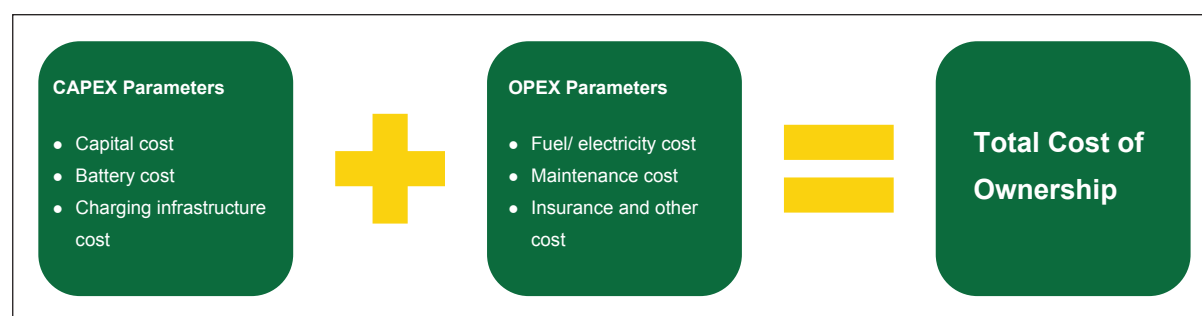 CAPEX Parameters
● Capital cost
● Battery cost
● Charging infrastructure
cost
OPEX Parameters
● Fuel/ electricity cost
● Maintenance cost
● Insurance and other
cost
Total Cost of
Ownership